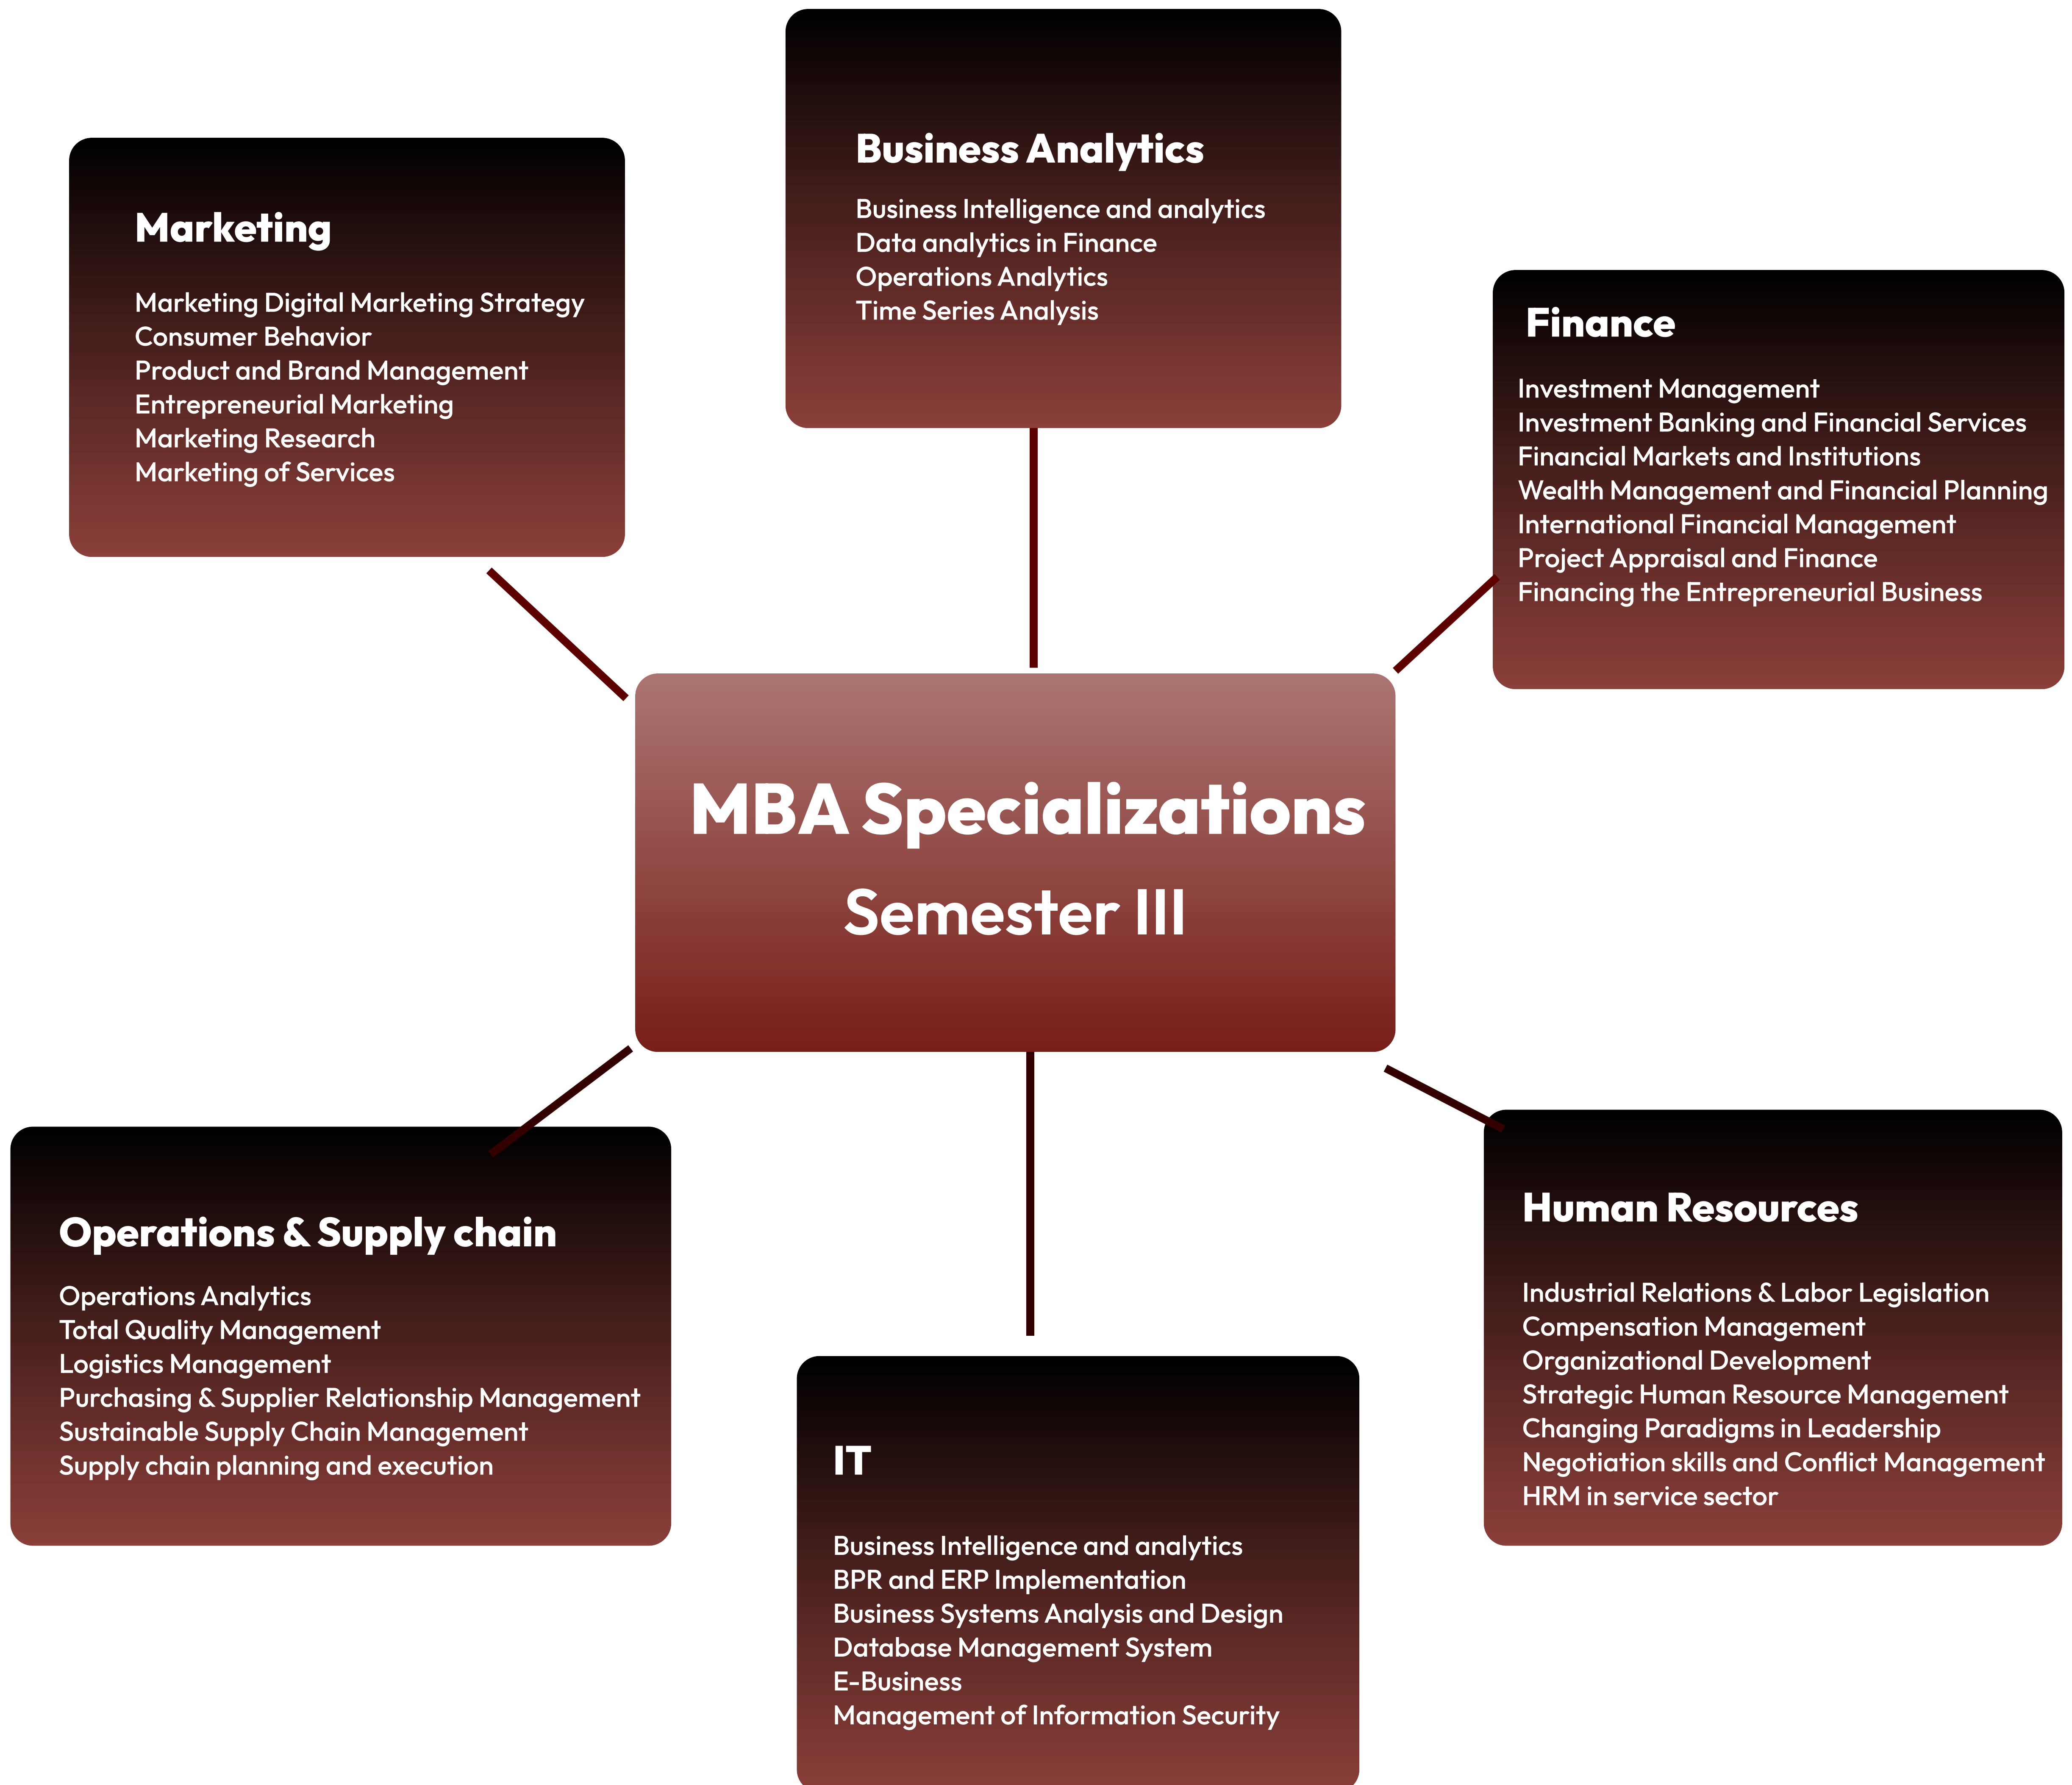 Business Analytics
Business Intelligence and analytics
Data analytics in Finance
Operations Analytics
Time Series Analysis
Marketing
Marketing Digital Marketing Strategy
Consumer Behavior
Product and Brand Management
Entrepreneurial Marketing
Marketing Research
Marketing of Services
Finance
Investment Management
Investment Banking and Financial Services
Financial Markets and Institutions
Wealth Management and Financial Planning
International Financial Management
Project Appraisal and Finance
Financing the Entrepreneurial Business
MBA Specializations
Semester III
Operations & Supply chain
Operations Analytics
Total Quality Management
Logistics Management
Purchasing & Supplier Relationship Management
Sustainable Supply Chain Management
Supply chain planning and execution
Human Resources
Industrial Relations & Labor Legislation
Compensation Management
Organizational Development
Strategic Human Resource Management
Changing Paradigms in Leadership
Negotiation skills and Conflict Management
HRM in service sector
IT
Business Intelligence and analytics
BPR and ERP Implementation
Business Systems Analysis and Design
Database Management System
E-Business
Management of Information Security